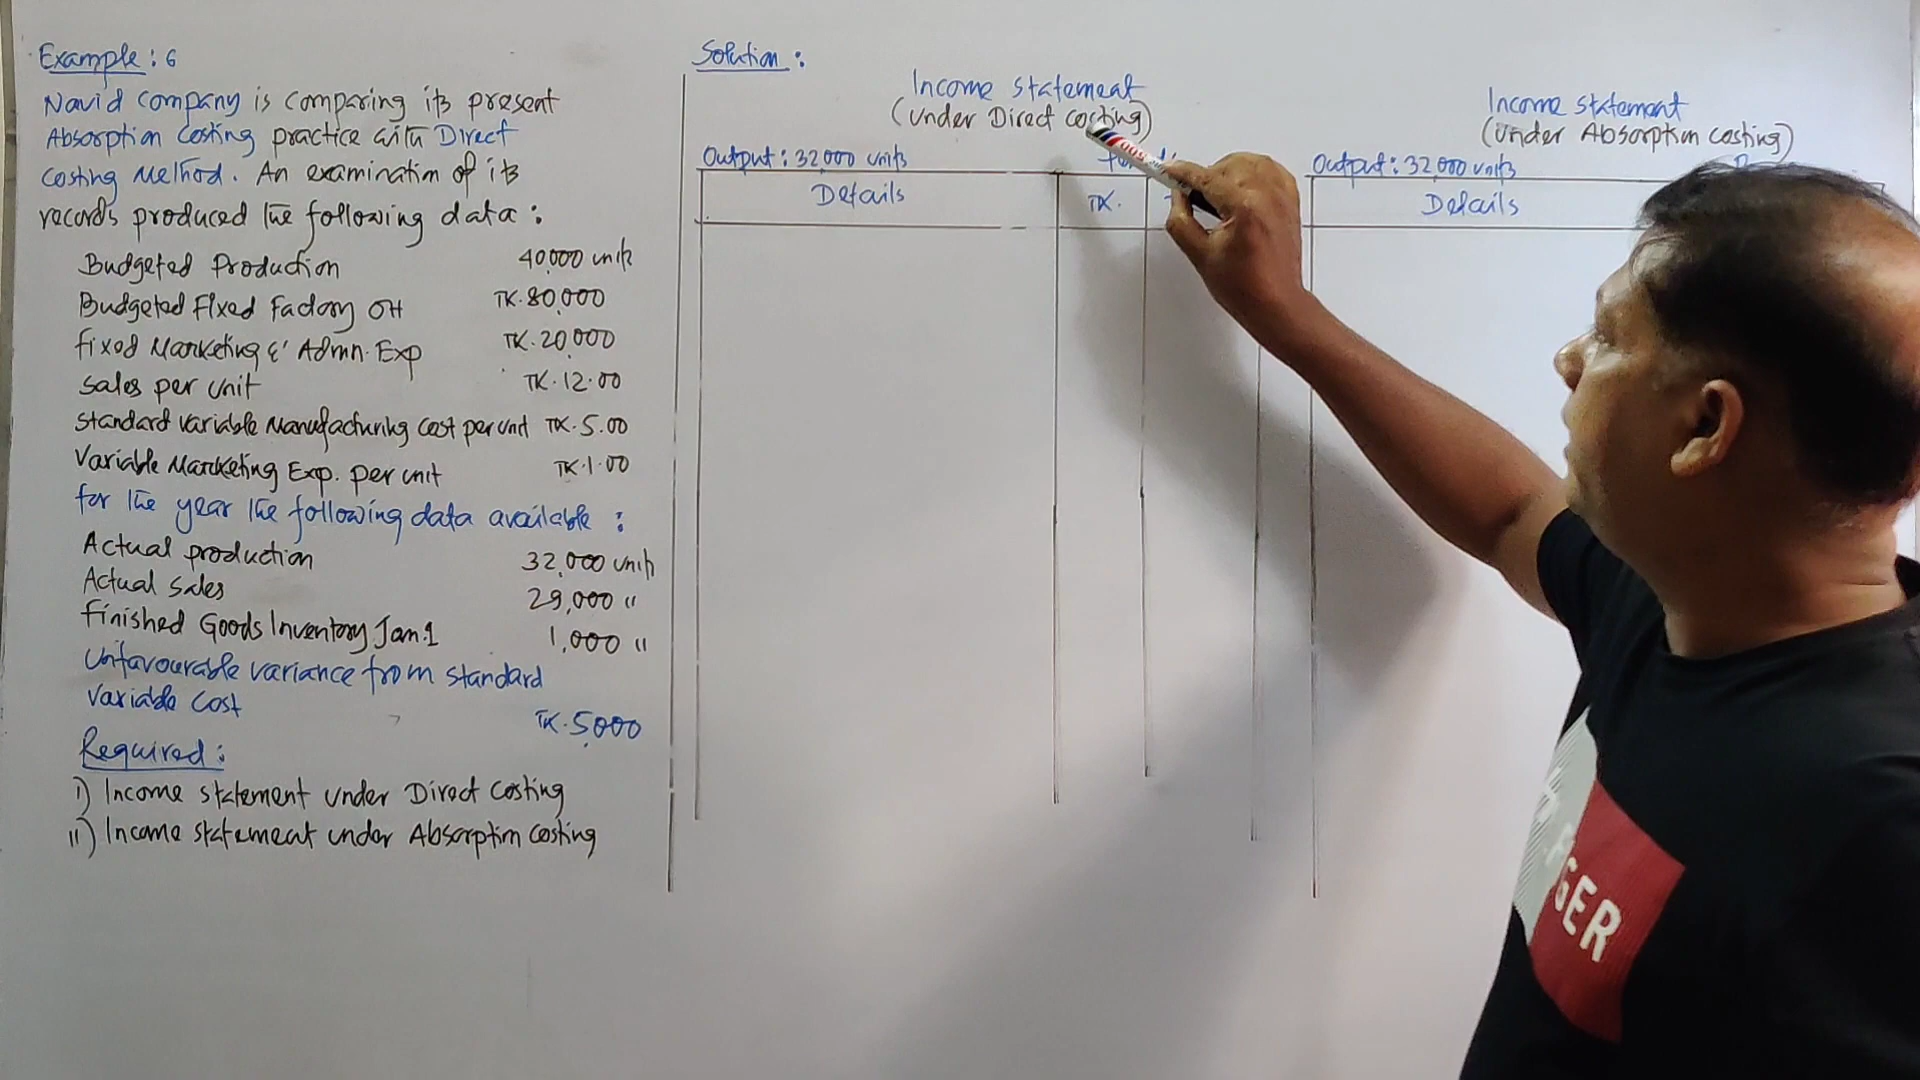 Example : 6
Navid company is comparing its present
Absorption Costing practice with Direct
costing Method. An examination of its
records produced the following data :
Budgeted Production 40,000 units
Budgeted Fixed Factory OH TK. 80,000
Fixed Marketing & Admn. Exp TK. 20,000
Sales per unit TK. 12.00
Standard Variable Manufacturing Cost per unit TK. 5.00
Variable Marketing Exp. per unit TK. 1.00
for the year the following data available :
Actual production 32,000 units
Actual Sales 29,000 "
Finished Goods Inventory Jan.1 1,000 "
Unfavourable variance from standard
Variable Cost TK. 5,000
Required :
i) Income statement under Direct Costing
ii) Income statement under Absorption Costing
Solution :
Income statement
(Under Direct costing)
Output : 32,000 units
Details TK.
Income statement
(Under Absorption costing)
Output : 32,000 units
Details
GER